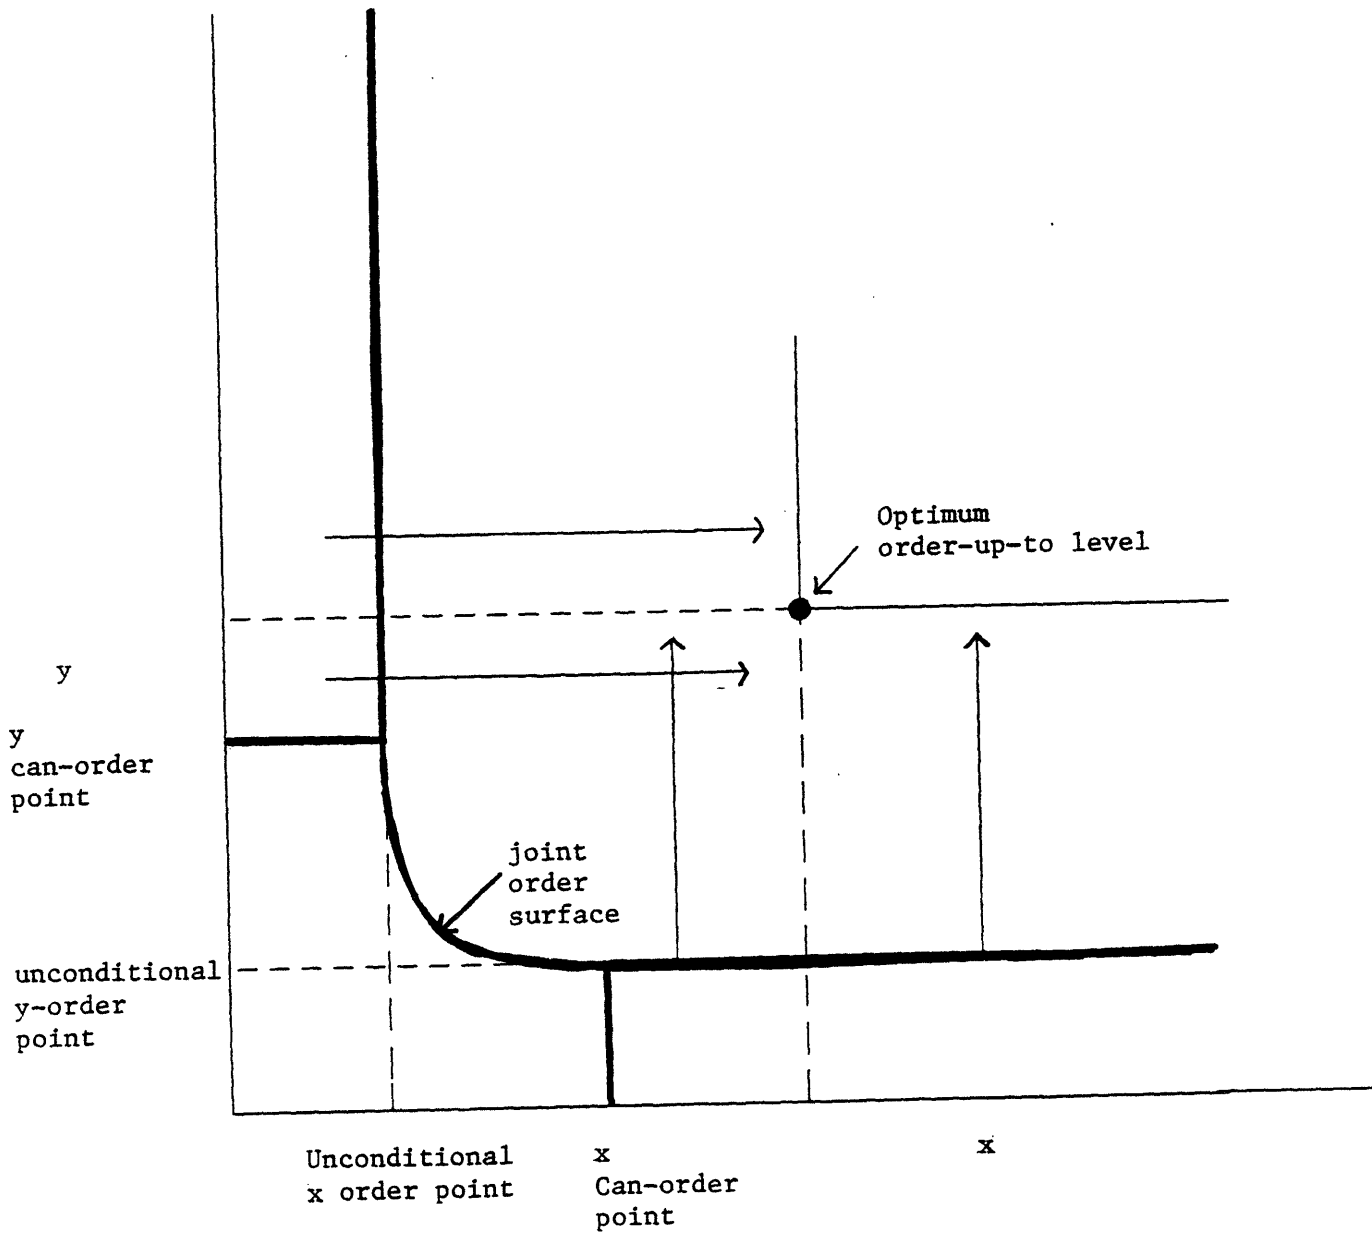 Optimum
order-up-to level
y
y
can-order
point
joint
order
surface
unconditional
y-order
point
Unconditional
x order point
x
Can-order
point
x